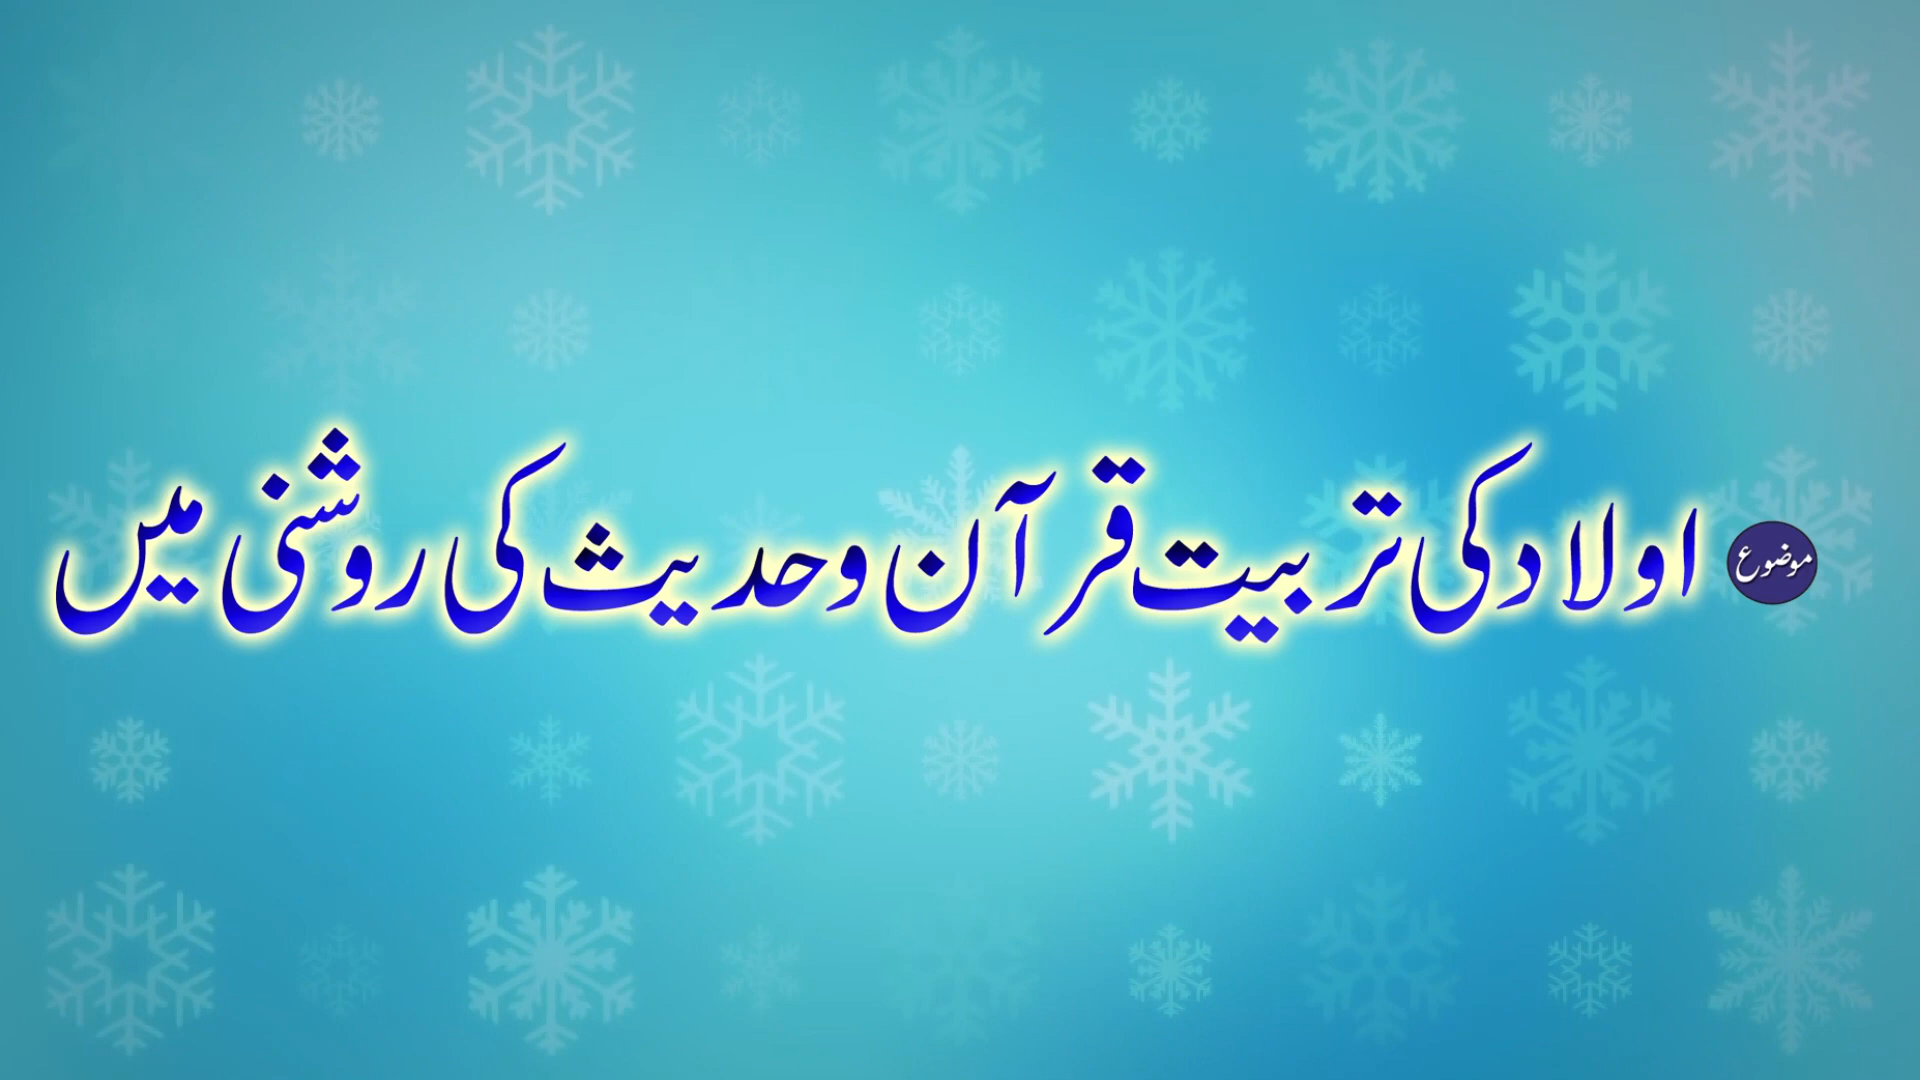 موضوع اولاد کی تربیت قرآن و حدیث کی روشنی میں